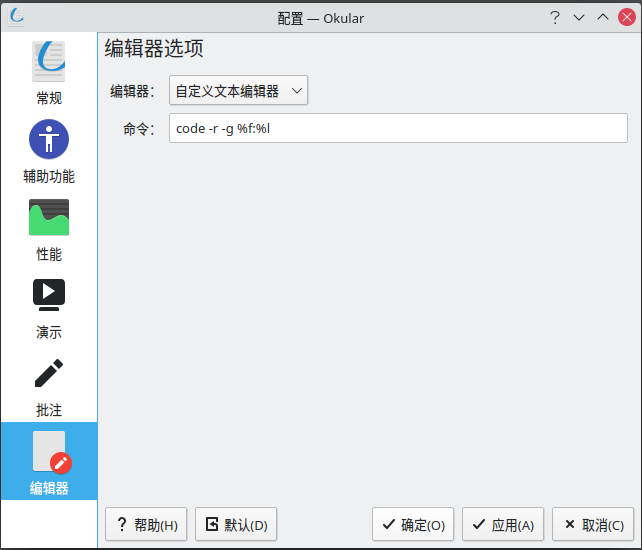 配置 — Okular
常规
辅助功能
性能
演示
批注
编辑器
编辑器选项
编辑器： 自定义文本编辑器
命令： code -r -g %f:%l
帮助(H) 默认(D) 确定(O) 应用(A) 取消(C)